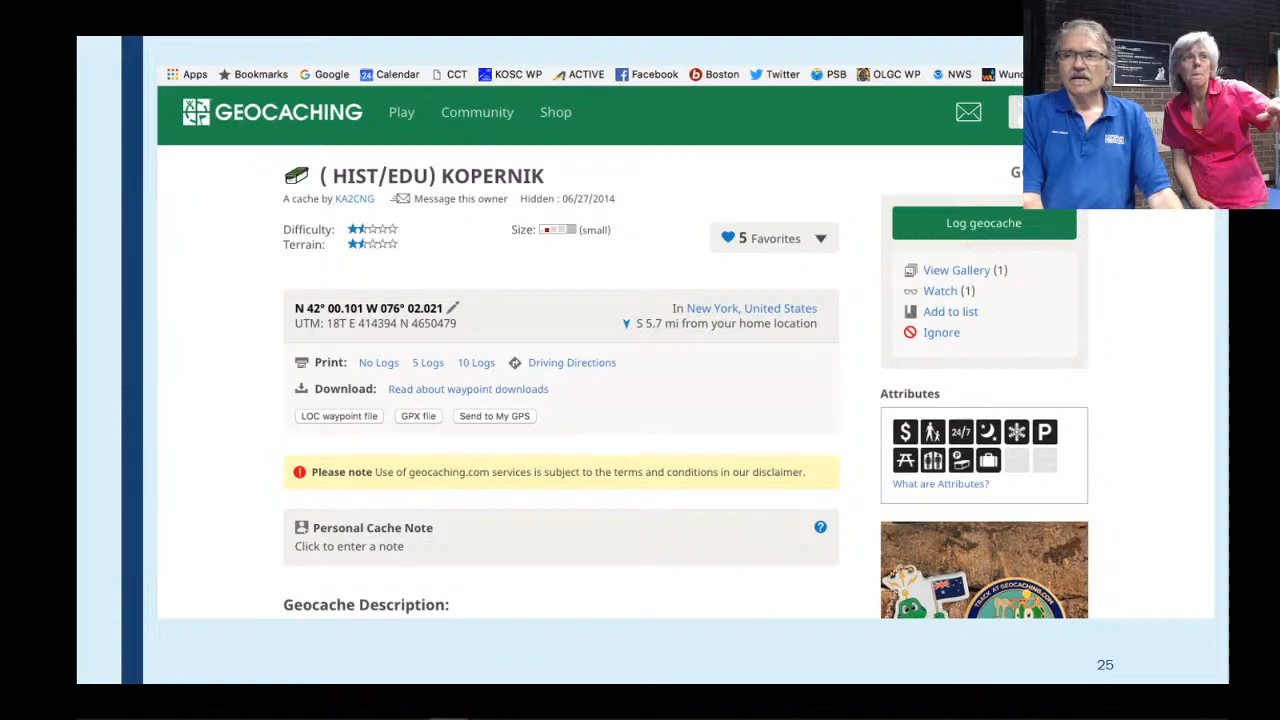 Apps Bookmarks Google Calendar CCT KOSC WP ACTIVE Facebook Boston Twitter PSB OLGC WP NWS
GEOCACHING Play Community Shop
( HIST/EDU) KOPERNIK
A cache by KA2CNG Message this owner Hidden : 06/27/2014
Difficulty:
Terrain:
Size: (small)
5 Favorites
Log geocache
View Gallery (1)
Watch (1)
Add to list
Ignore
N 42° 00.101 W 076° 02.021
UTM: 18T E 414394 N 4650479
In New York, United States
S 5.7 mi from your home location
Print: No Logs 5 Logs 10 Logs Driving Directions
Download: Read about waypoint downloads
LOC waypoint file GPX file Send to My GPS
Attributes
$ 24/7 P
What are Attributes?
! Please note Use of geocaching.com services is subject to the terms and conditions in our disclaimer.
Personal Cache Note ?
Click to enter a note
Geocache Description:
TRACK AT GEOCACHING.COM
25